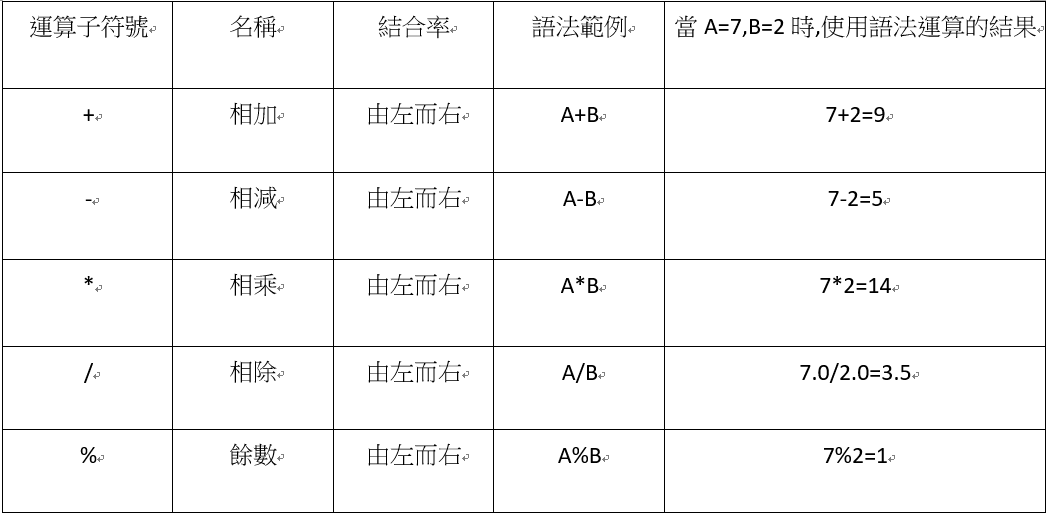 運算子符號 名稱 結合率 語法範例 當 A=7,B=2 時,使用語法運算的結果
+ 相加 由左而右 A+B 7+2=9
- 相減 由左而右 A-B 7-2=5
* 相乘 由左而右 A*B 7*2=14
/ 相除 由左而右 A/B 7.0/2.0=3.5
% 餘數 由左而右 A%B 7%2=1